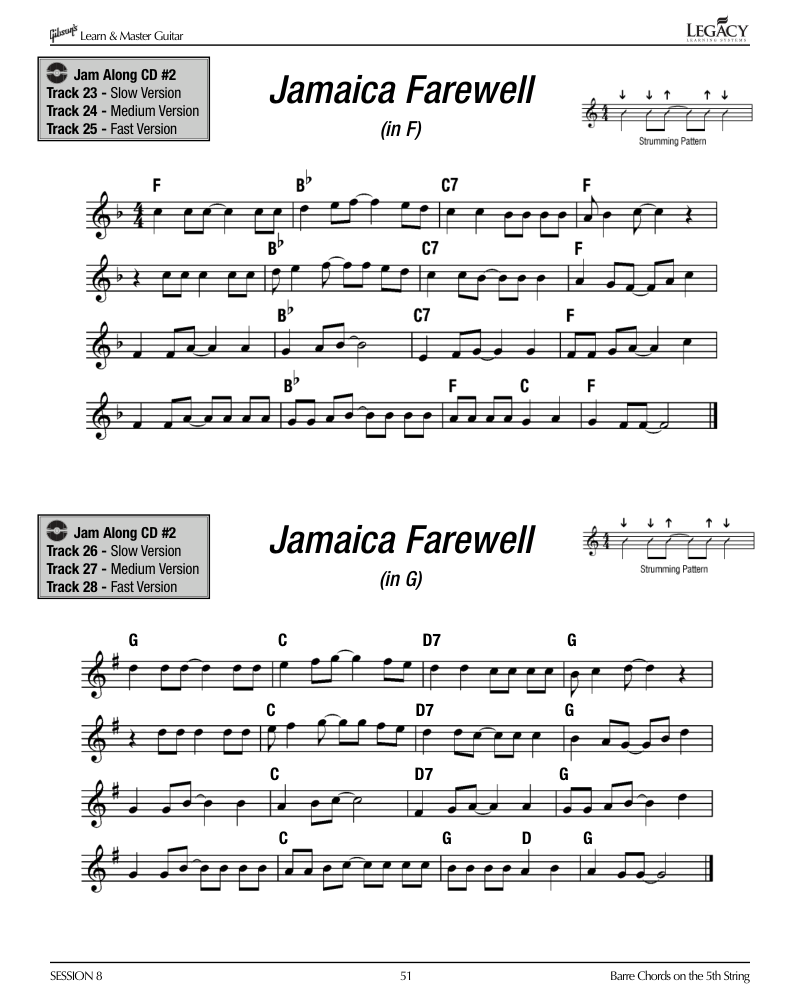 Gibson's Learn & Master Guitar
LEGACY
LEARNING SYSTEMS
Jam Along CD #2
Track 23 - Slow Version
Track 24 - Medium Version
Track 25 - Fast Version
Jamaica Farewell
(in F)
Strumming Pattern
F B♭ C7 F
B♭ C7 F
B♭ C7 F
B♭ F C F
Jam Along CD #2
Track 26 - Slow Version
Track 27 - Medium Version
Track 28 - Fast Version
Jamaica Farewell
(in G)
Strumming Pattern
G C D7 G
C D7 G
C D7 G
C G D G
SESSION 8 51 Barre Chords on the 5th String